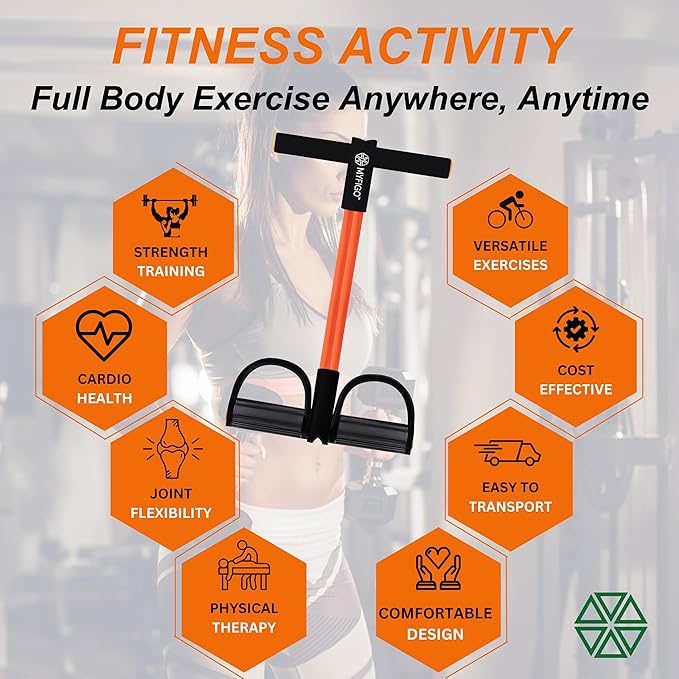 FITNESS ACTIVITY
Full Body Exercise Anywhere, Anytime
MYFIGO™
STRENGTH
TRAINING
VERSATILE
EXERCISES
CARDIO
HEALTH
COST
EFFECTIVE
JOINT
FLEXIBILITY
EASY TO
TRANSPORT
PHYSICAL
THERAPY
COMFORTABLE
DESIGN